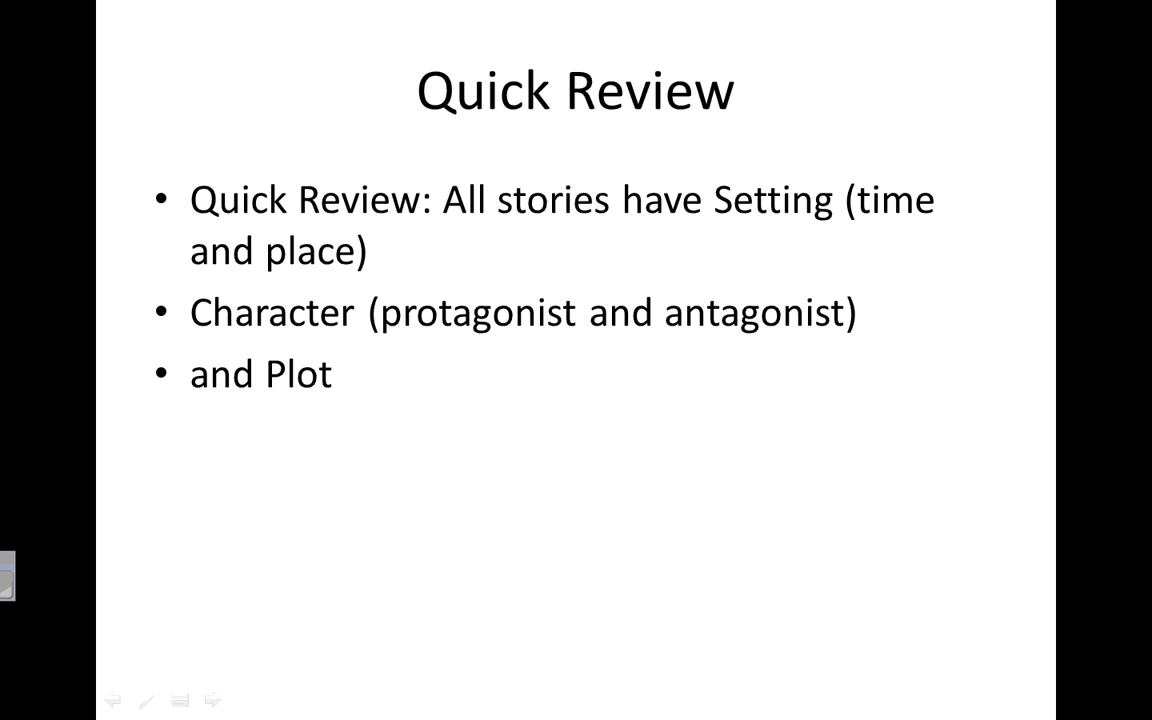 Quick Review
• Quick Review: All stories have Setting (time
and place)
• Character (protagonist and antagonist)
• and Plot